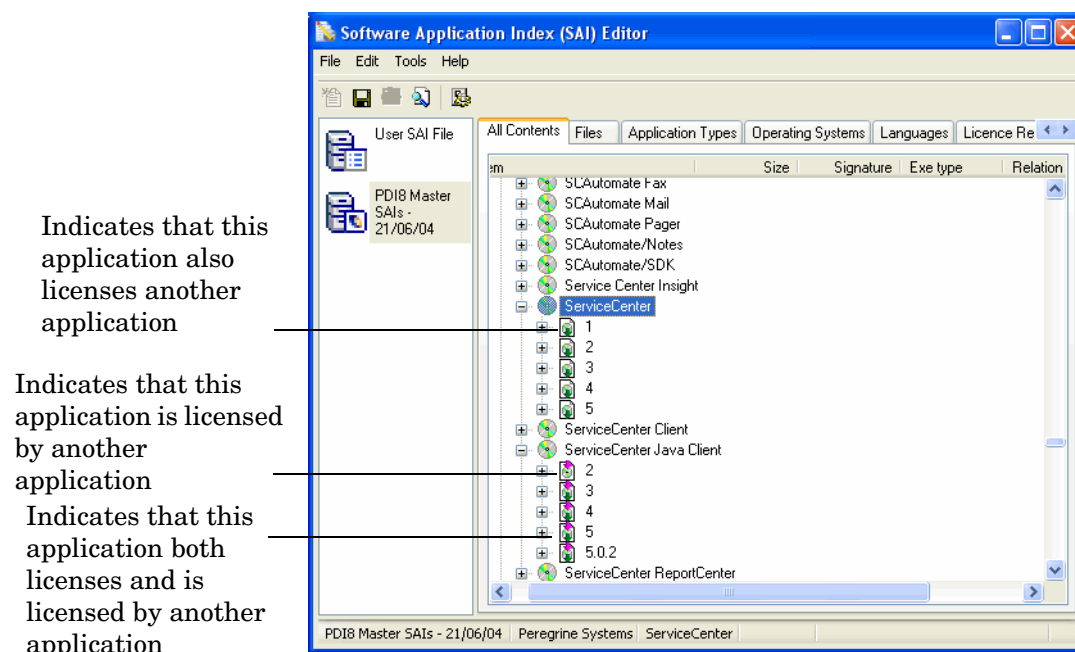 Software Application Index (SAI) Editor
File Edit Tools Help
User SAI File
PDI8 Master
SAIs -
21/06/04
All Contents Files Application Types Operating Systems Languages Licence Re
em Size Signature Exe type Relation
SCAutomate Fax
SCAutomate Mail
SCAutomate Pager
SCAutomate/Notes
SCAutomate/SDK
Service Center Insight
ServiceCenter
1
2
3
4
5
ServiceCenter Client
ServiceCenter Java Client
2
3
4
5
5.0.2
ServiceCenter ReportCenter
PDI8 Master SAIs - 21/06/04 Peregrine Systems ServiceCenter
Indicates that this
application also
licenses another
application
Indicates that this
application is licensed
by another
application
Indicates that this
application both
licenses and is
licensed by another
application